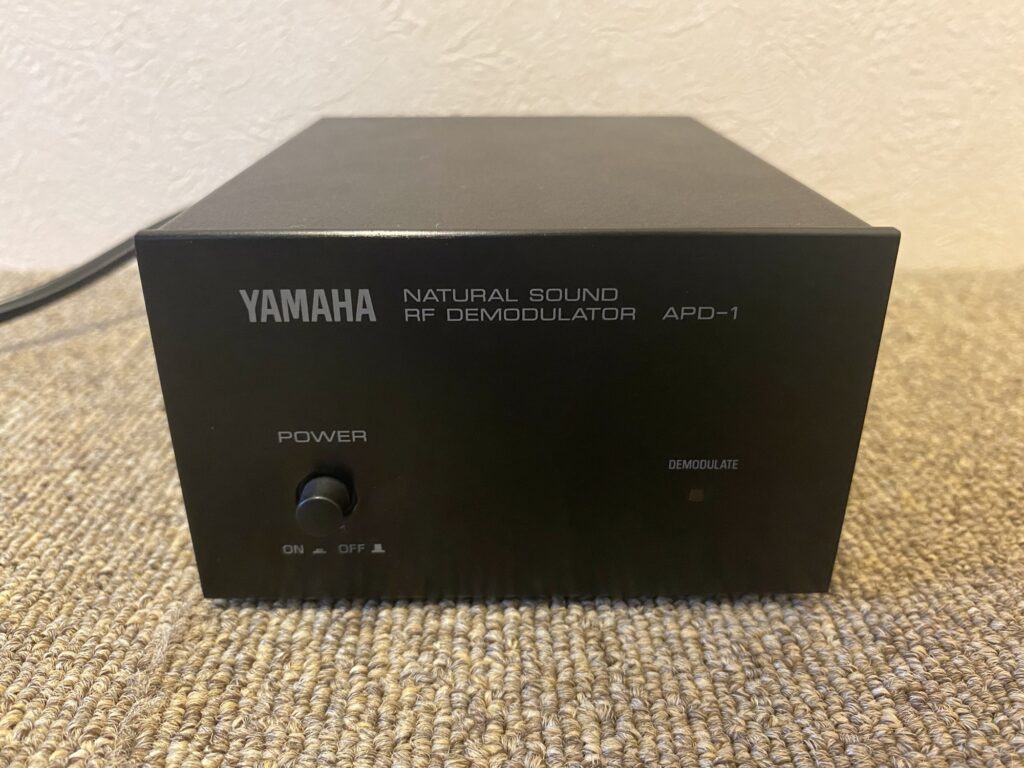 YAMAHA NATURAL SOUND
RF DEMODULATOR APD-1
POWER
DEMODULATE
ON OFF